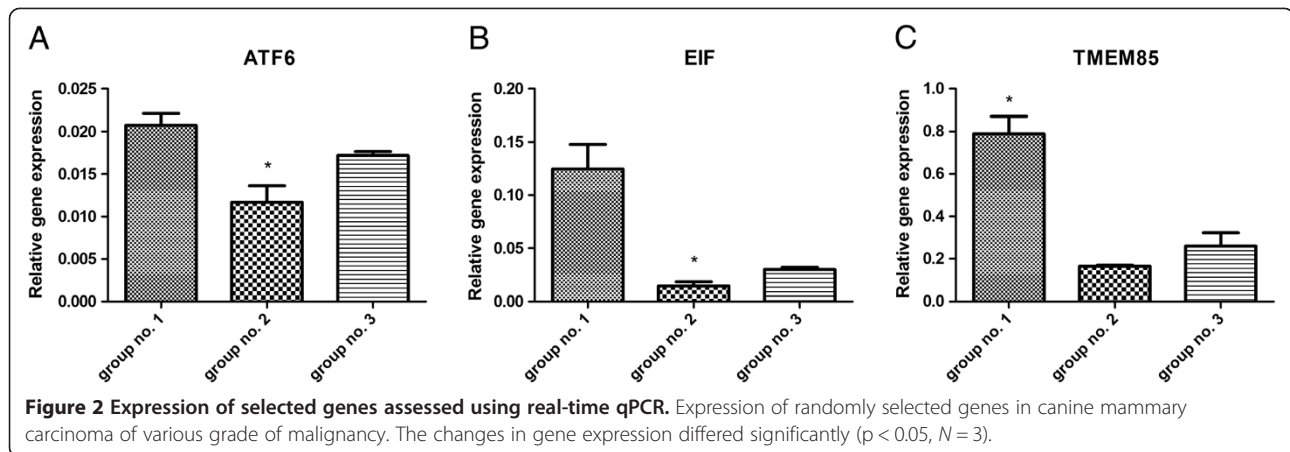 A
ATF6
Relative gene expression
0.025
0.020
0.015
0.010
0.005
0.000
*
group no. 1
group no. 2
group no. 3
B
EIF
Relative gene expression
0.20
0.15
0.10
0.05
0.00
*
group no. 1
group no. 2
group no. 3
C
TMEM85
Relative gene expression
1.0
0.8
0.6
0.4
0.2
0.0
*
group no. 1
group no. 2
group no. 3
Figure 2 Expression of selected genes assessed using real-time qPCR. Expression of randomly selected genes in canine mammary
carcinoma of various grade of malignancy. The changes in gene expression differed significantly (p < 0.05, N = 3).